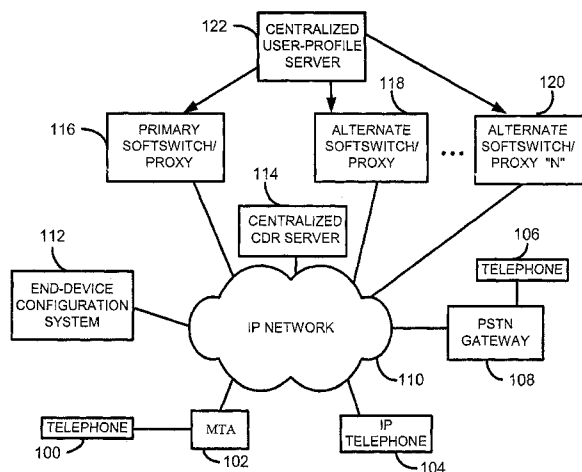 122
CENTRALIZED
USER-PROFILE
SERVER
118
120
116
PRIMARY
SOFTSWITCH/
PROXY
ALTERNATE
SOFTSWITCH/
PROXY
...
ALTERNATE
SOFTSWITCH/
PROXY "N"
114
CENTRALIZED
CDR SERVER
112
106
TELEPHONE
END-DEVICE
CONFIGURATION
SYSTEM
IP NETWORK
PSTN
GATEWAY
110
108
TELEPHONE
MTA
IP
TELEPHONE
100
102
104